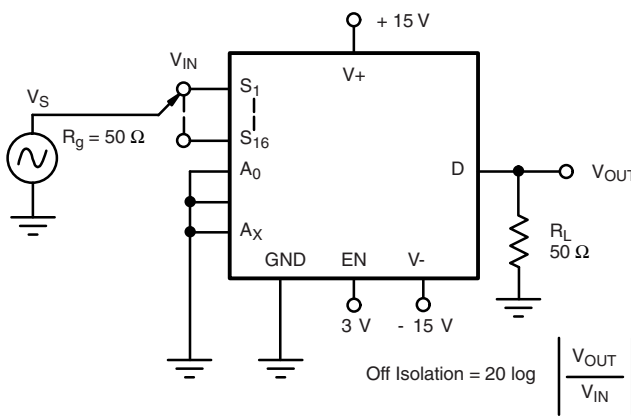 + 15 V
V+
V_IN
V_S
R_g = 50 Ω
S_1
S_16
A_0
A_X
D
V_OUT
R_L
50 Ω
GND EN V-
3 V - 15 V
Off Isolation = 20 log | V_OUT / V_IN